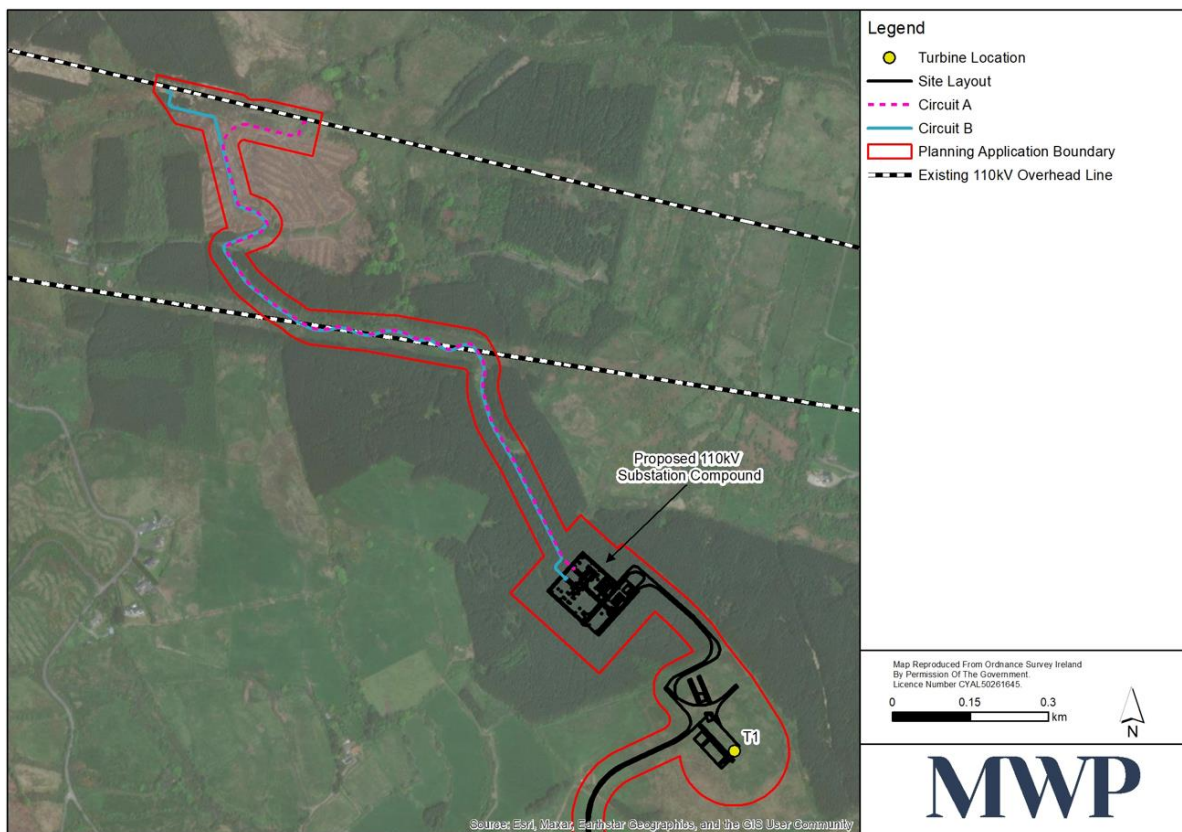 Legend
Turbine Location
Site Layout
Circuit A
Circuit B
Planning Application Boundary
Existing 110kV Overhead Line
Proposed 110kV
Substation Compound
T1
Map Reproduced From Ordnance Survey Ireland
By Permission Of The Government.
Licence Number CYAL50261645.
0 0.15 0.3
km
N
MWP
Source: Esri, Maxar, Earthstar Geographics, and the GIS User Community